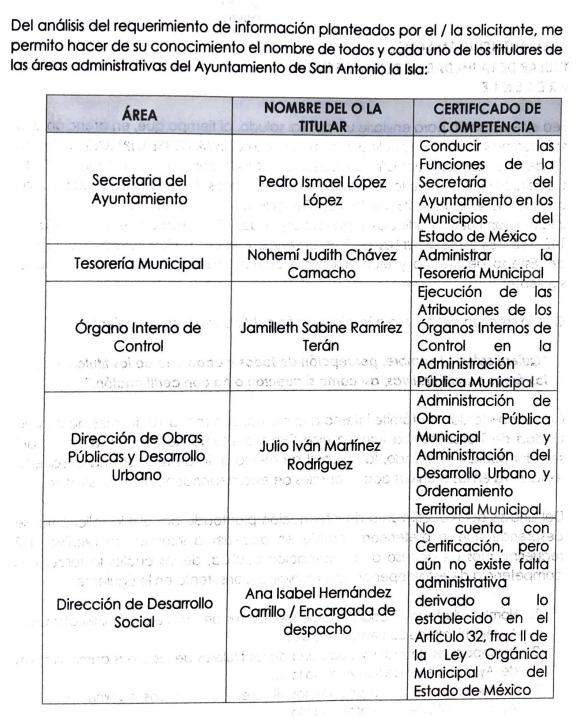 Del análisis del requerimiento de información planteados por el / la solicitante, me
permito hacer de su conocimiento el nombre de todos y cada uno de los titulares de
las áreas administrativas del Ayuntamiento de San Antonio la Isla:
ÁREA
NOMBRE DEL O LA
TITULAR
CERTIFICADO DE
COMPETENCIA
Secretaria del
Ayuntamiento
Pedro Ismael López
López
Conducir las
Funciones de la
Secretaría del
Ayuntamiento en los
Municipios del
Estado de México
Tesorería Municipal
Nohemí Judith Chávez
Camacho
Administrar la
Tesorería Municipal
Órgano Interno de
Control
Jamilleth Sabine Ramírez
Terán
Ejecución de las
Atribuciones de los
Órganos Internos de
Control en la
Administración
Pública Municipal
Dirección de Obras
Públicas y Desarrollo
Urbano
Julio Iván Martínez
Rodríguez
Administración de
Obra Pública
Municipal y
Administración del
Desarrollo Urbano y
Ordenamiento
Territorial Municipal
Dirección de Desarrollo
Social
Ana Isabel Hernández
Carrillo / Encargada de
despacho
No cuenta con
Certificación, pero
aún no existe falta
administrativa
derivado a lo
establecido en el
Artículo 32, frac II de
la Ley Orgánica
Municipal del
Estado de México